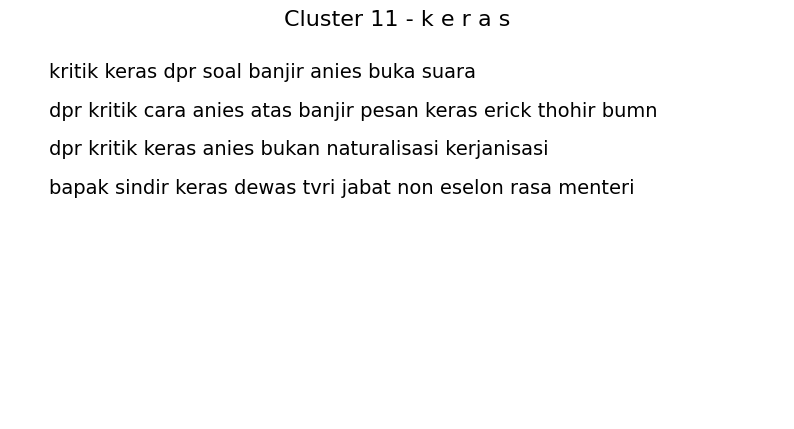 Cluster 11 - k e r a s
kritik keras dpr soal banjir anies buka suara
dpr kritik cara anies atas banjir pesan keras erick thohir bumn
dpr kritik keras anies bukan naturalisasi kerjanisasi
bapak sindir keras dewas tvri jabat non eselon rasa menteri